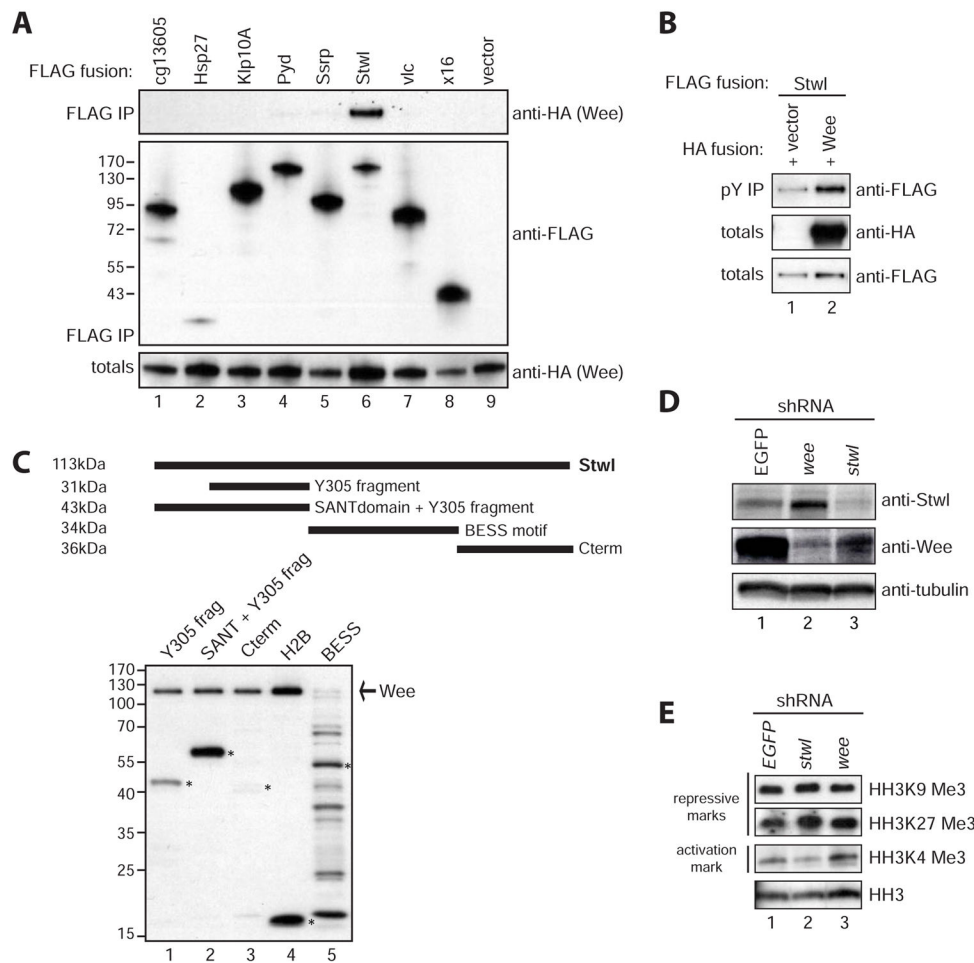 A
FLAG fusion:
cg13605
Hsp27
Klp10A
Pyd
Ssrp
Stwl
vlc
x16
vector
FLAG IP
anti-HA (Wee)
170
130
95
72
55
43
anti-FLAG
FLAG IP
totals
anti-HA (Wee)
1 2 3 4 5 6 7 8 9
B
FLAG fusion: Stwl
HA fusion:
+ vector
+ Wee
pY IP anti-FLAG
totals anti-HA
totals anti-FLAG
1 2
C
113kDa Stwl
31kDa Y305 fragment
43kDa SANTdomain + Y305 fragment
34kDa BESS motif
36kDa Cterm
Y305 frag
SANT + Y305 frag
Cterm
H2B
BESS
170
130
100
70
55
40
35
25
15
Wee
*
*
*
*
*
1 2 3 4 5
D
shRNA
EGFP
wee
stwl
anti-Stwl
anti-Wee
anti-tubulin
1 2 3
E
shRNA
EGFP
stwl
wee
repressive
marks
HH3K9 Me3
HH3K27 Me3
activation
mark
HH3K4 Me3
HH3
1 2 3